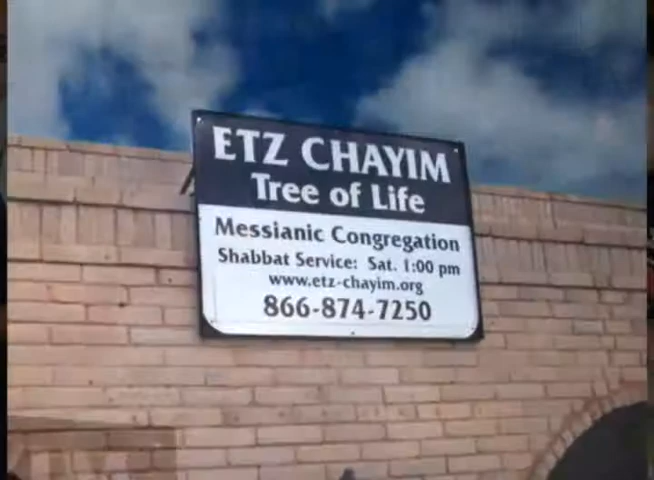 ETZ CHAYIM
Tree of Life
Messianic Congregation
Shabbat Service: Sat. 1:00 pm
www.etz-chayim.org
866-874-7250